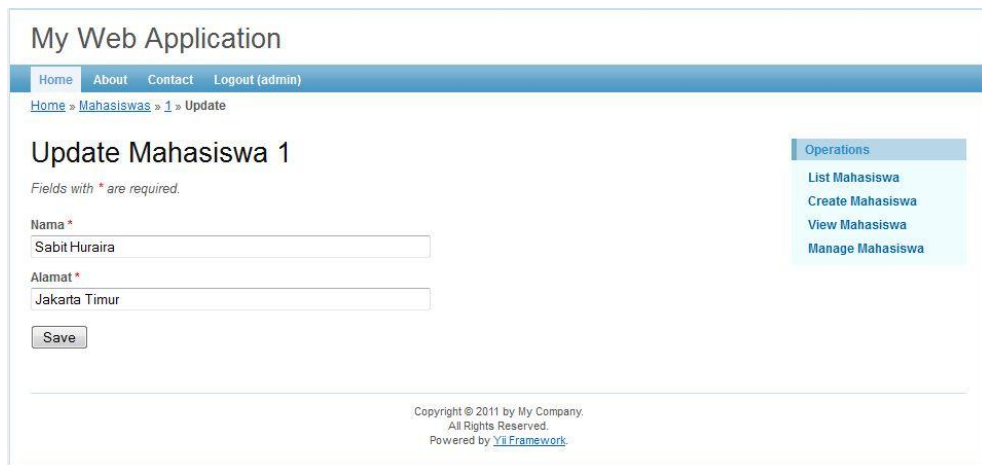 My Web Application
Home About Contact Logout (admin)
Home » Mahasiswas » 1 » Update
Update Mahasiswa 1
Fields with * are required.
Nama *
Sabit Huraira
Alamat *
Jakarta Timur
Save
Operations
List Mahasiswa
Create Mahasiswa
View Mahasiswa
Manage Mahasiswa
Copyright © 2011 by My Company.
All Rights Reserved.
Powered by Yii Framework.